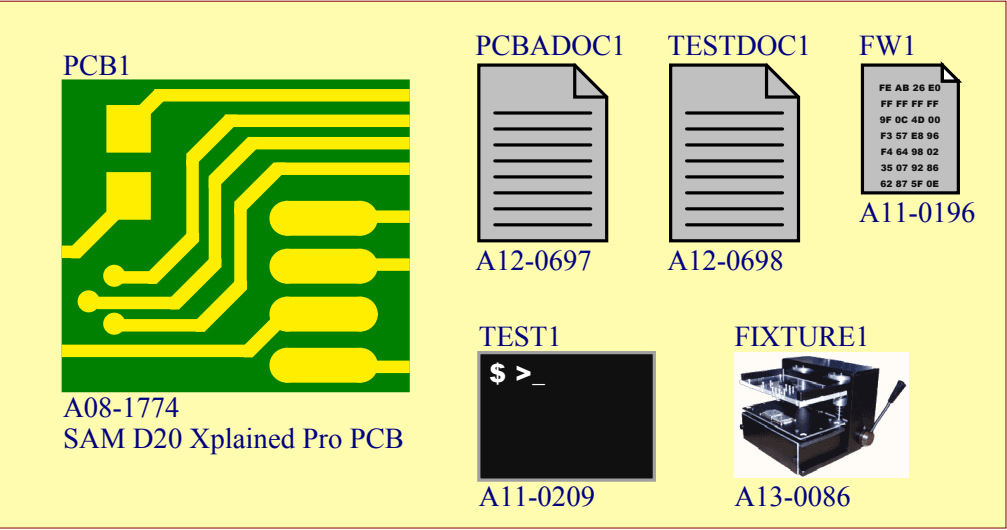 PCB1
A08-1774
SAM D20 Xplained Pro PCB
PCBADOC1
A12-0697
TESTDOC1
A12-0698
FW1
FE AB 26 E0
FF FF FF FF
9F 0C 4D 00
F3 57 E8 96
F4 64 98 02
35 07 92 86
62 87 5F 0E
A11-0196
TEST1
$ >_
A11-0209
FIXTURE1
A13-0086